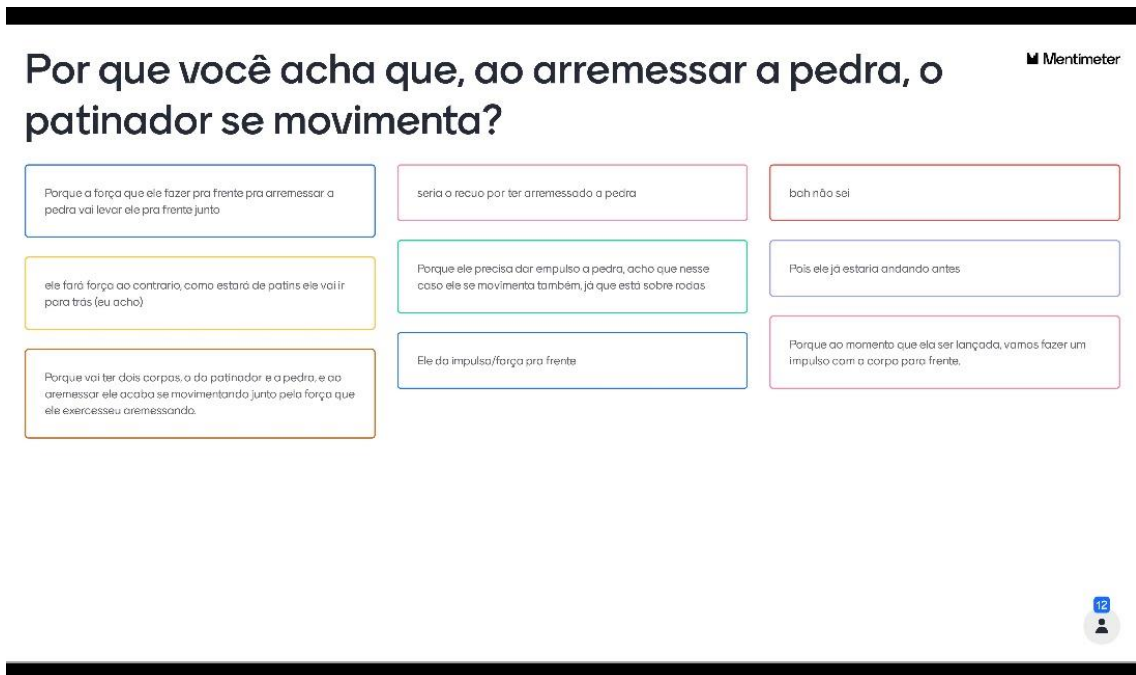 Por que você acha que, ao arremessar a pedra, o
patinador se movimenta?
Mentimeter
Porque a força que ele fazer pra frente pra arremessar a
pedra vai levar ele pra frente junto
ele fará força ao contrario, como estará de patins ele vai ir
para trás (eu acho)
Porque vai ter dois corpos, o do patinador e a pedra, e ao
aremessar ele acaba se movimentando junto pela força que
ele exercesseu aremessando.
seria o recuo por ter arremessado a pedra
Porque ele precisa dar empulso a pedra, acho que nesse
caso ele se movimenta também, já que está sobre rodas
Ele da impulso/força pra frente
bah não sei
Pois ele já estaria andando antes
Porque ao momento que ela ser lançada, vamos fazer um
impulso com o corpo para frente.
12